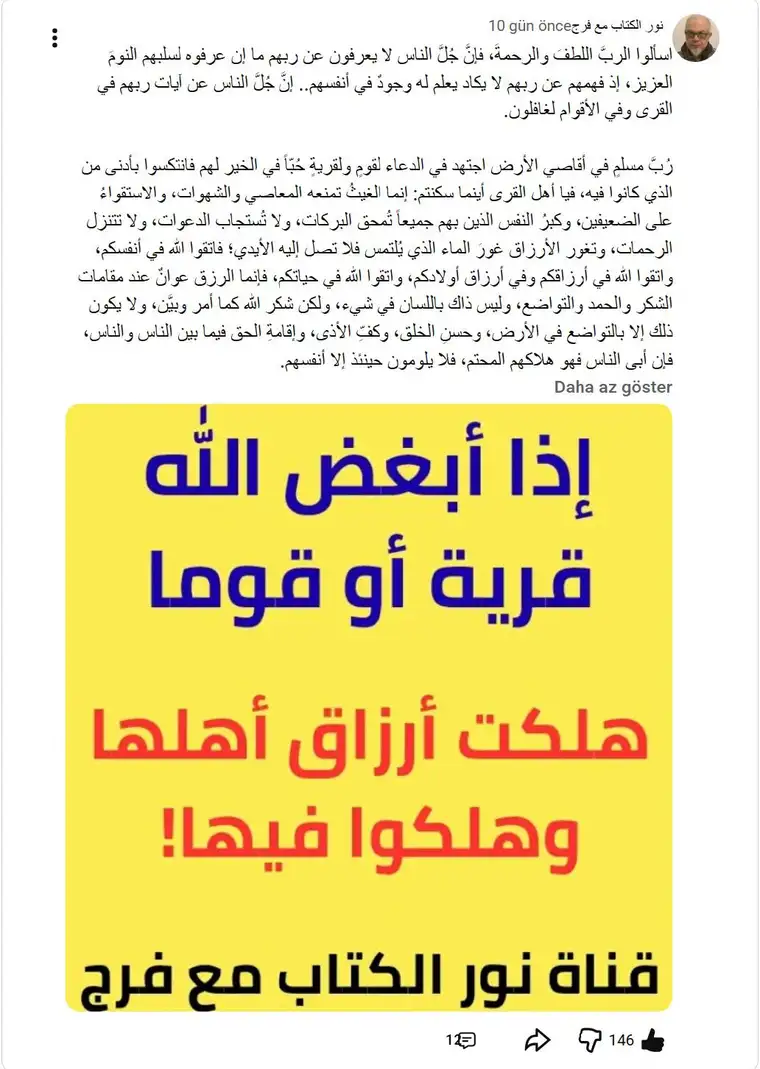 نور الكتاب مع فرج10 gün önce
اسألوا الربَّ اللطفَ والرحمةَ، فإنَّ جُلَّ الناس لا يعرفون عن ربهم ما إن عرفوه لسلبهم النومَ
العزيز، إذ فهمهم عن ربهم لا يكاد يعلم له وجودٌ في أنفسهم.. إنَّ جُلَّ الناس عن آيات ربهم في
القرى وفي الأقوام لغافلون.
رُبَّ مسلمٍ في أقاصي الأرض اجتهد في الدعاء لقومٍ ولقريةٍ حُبّاً في الخير لهم فانتكسوا بأدنى من
الذي كانوا فيه، فيا أهل القرى أينما سكنتم: إنما الغيثُ تمنعه المعاصي والشهوات، والاستقواءُ
على الضعيفين، وكبرُ النفس الذين بهم جميعاً تُمحق البركات، ولا تُستجاب الدعوات، ولا تتنزل
الرحمات، وتغور الأرزاق غورَ الماء الذي يُلتمس فلا تصل إليه الأيدي؛ فاتقوا الله في أنفسكم،
واتقوا الله في أرزاقكم وفي أرزاق أولادكم، واتقوا الله في حياتكم، فإنما الرزق عوانٌ عند مقامات
الشكر والحمد والتواضع، وليس ذاك باللسان في شيء، ولكن شكر الله كما أمر وبيَّن، ولا يكون
ذلك إلا بالتواضع في الأرض، وحسنِ الخلق، وكفِّ الأذى، وإقامةِ الحق فيما بين الناس والناس،
فإن أبى الناس فهو هلاكهم المحتم، فلا يلومون حينئذ إلا أنفسهم.
Daha az göster
إذا أبغض الله
قرية أو قوما
هلكت أرزاق أهلها
وهلكوا فيها!
قناة نور الكتاب مع فرج
146
12